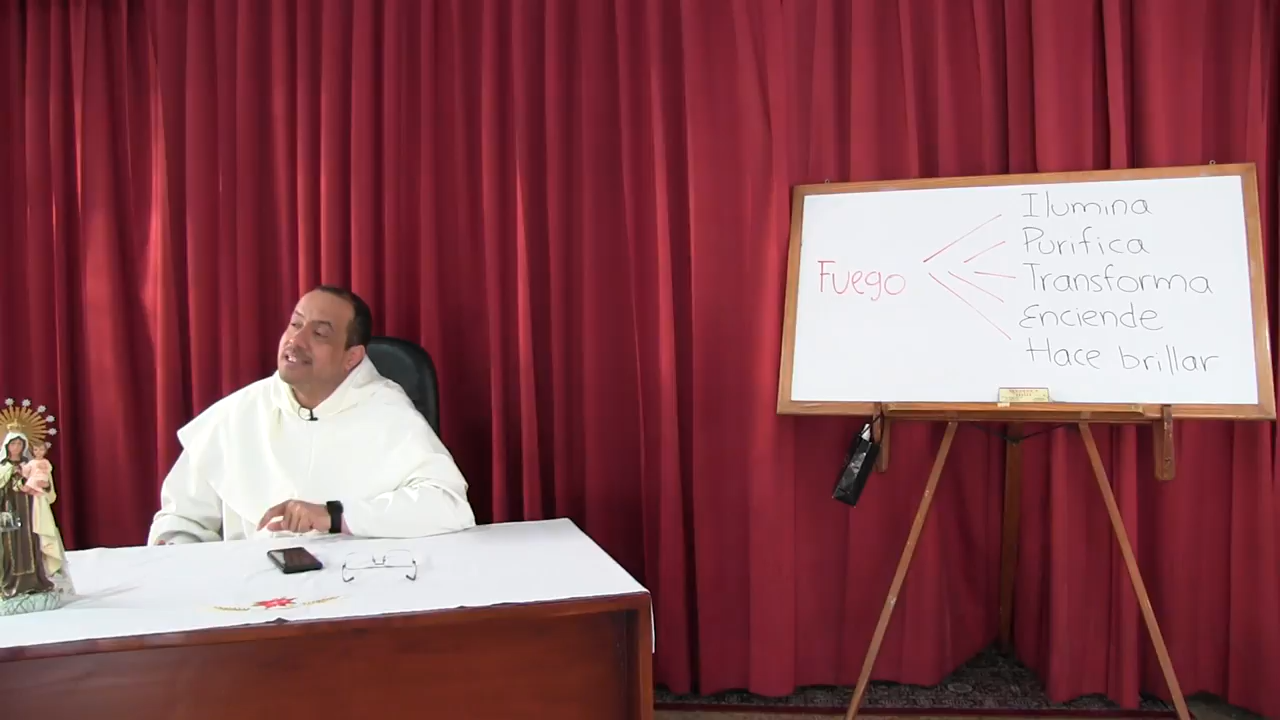 Fuego
Ilumina
Purifica
Transforma
Enciende
Hace brillar